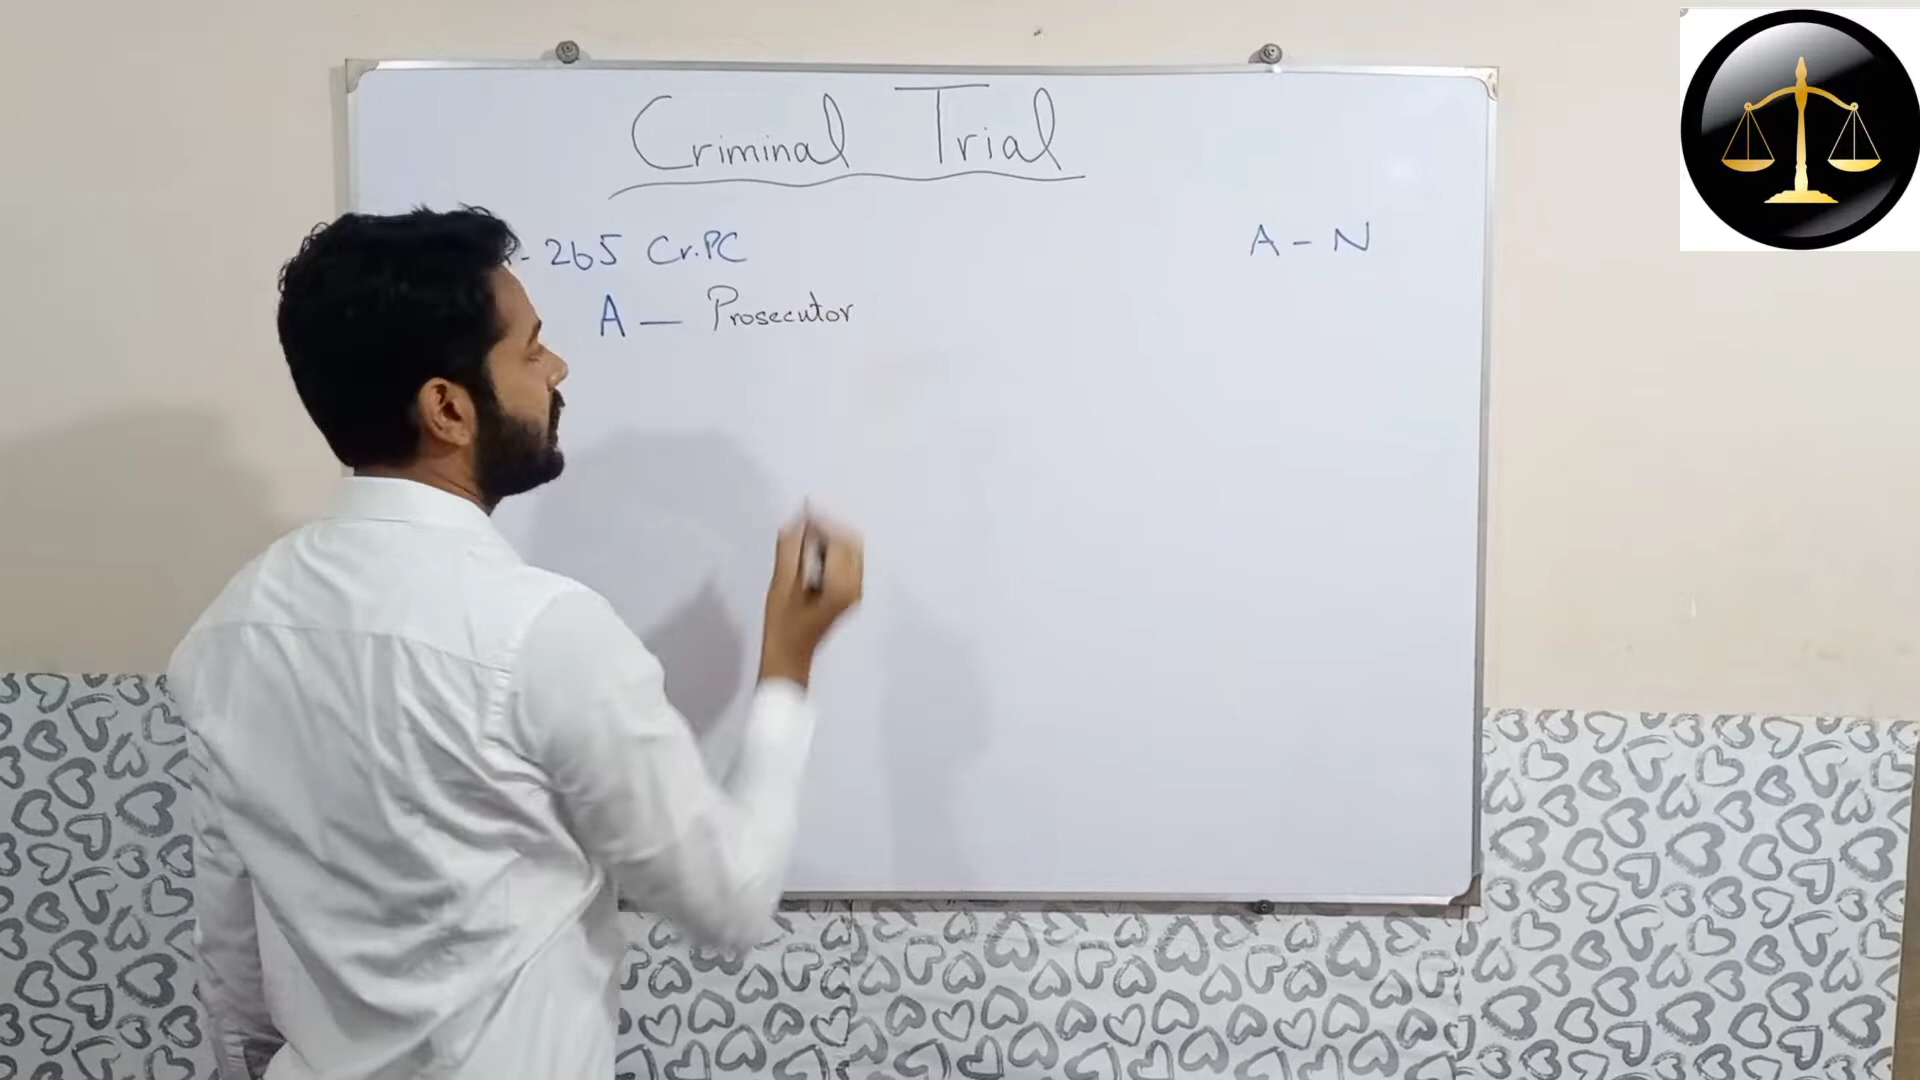 Criminal Trial
- 265 Cr.PC A - N
A — Prosecutor